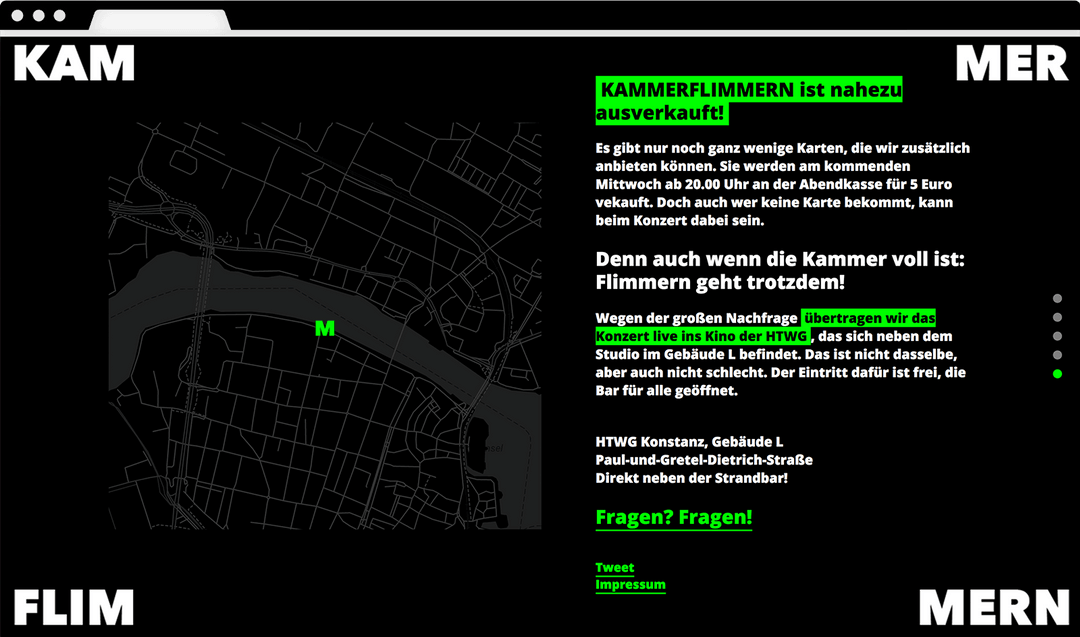 KAM
MER
KAMMERFLIMMERN ist nahezu
ausverkauft!
Es gibt nur noch ganz wenige Karten, die wir zusätzlich
anbieten können. Sie werden am kommenden
Mittwoch ab 20.00 Uhr an der Abendkasse für 5 Euro
vekauft. Doch auch wer keine Karte bekommt, kann
beim Konzert dabei sein.
Denn auch wenn die Kammer voll ist:
Flimmern geht trotzdem!
Wegen der großen Nachfrage übertragen wir das
Konzert live ins Kino der HTWG, das sich neben dem
Studio im Gebäude L befindet. Das ist nicht dasselbe,
aber auch nicht schlecht. Der Eintritt dafür ist frei, die
Bar für alle geöffnet.
HTWG Konstanz, Gebäude L
Paul-und-Gretel-Dietrich-Straße
Direkt neben der Strandbar!
Fragen? Fragen!
Tweet
Impressum
M
FLIM
MERN